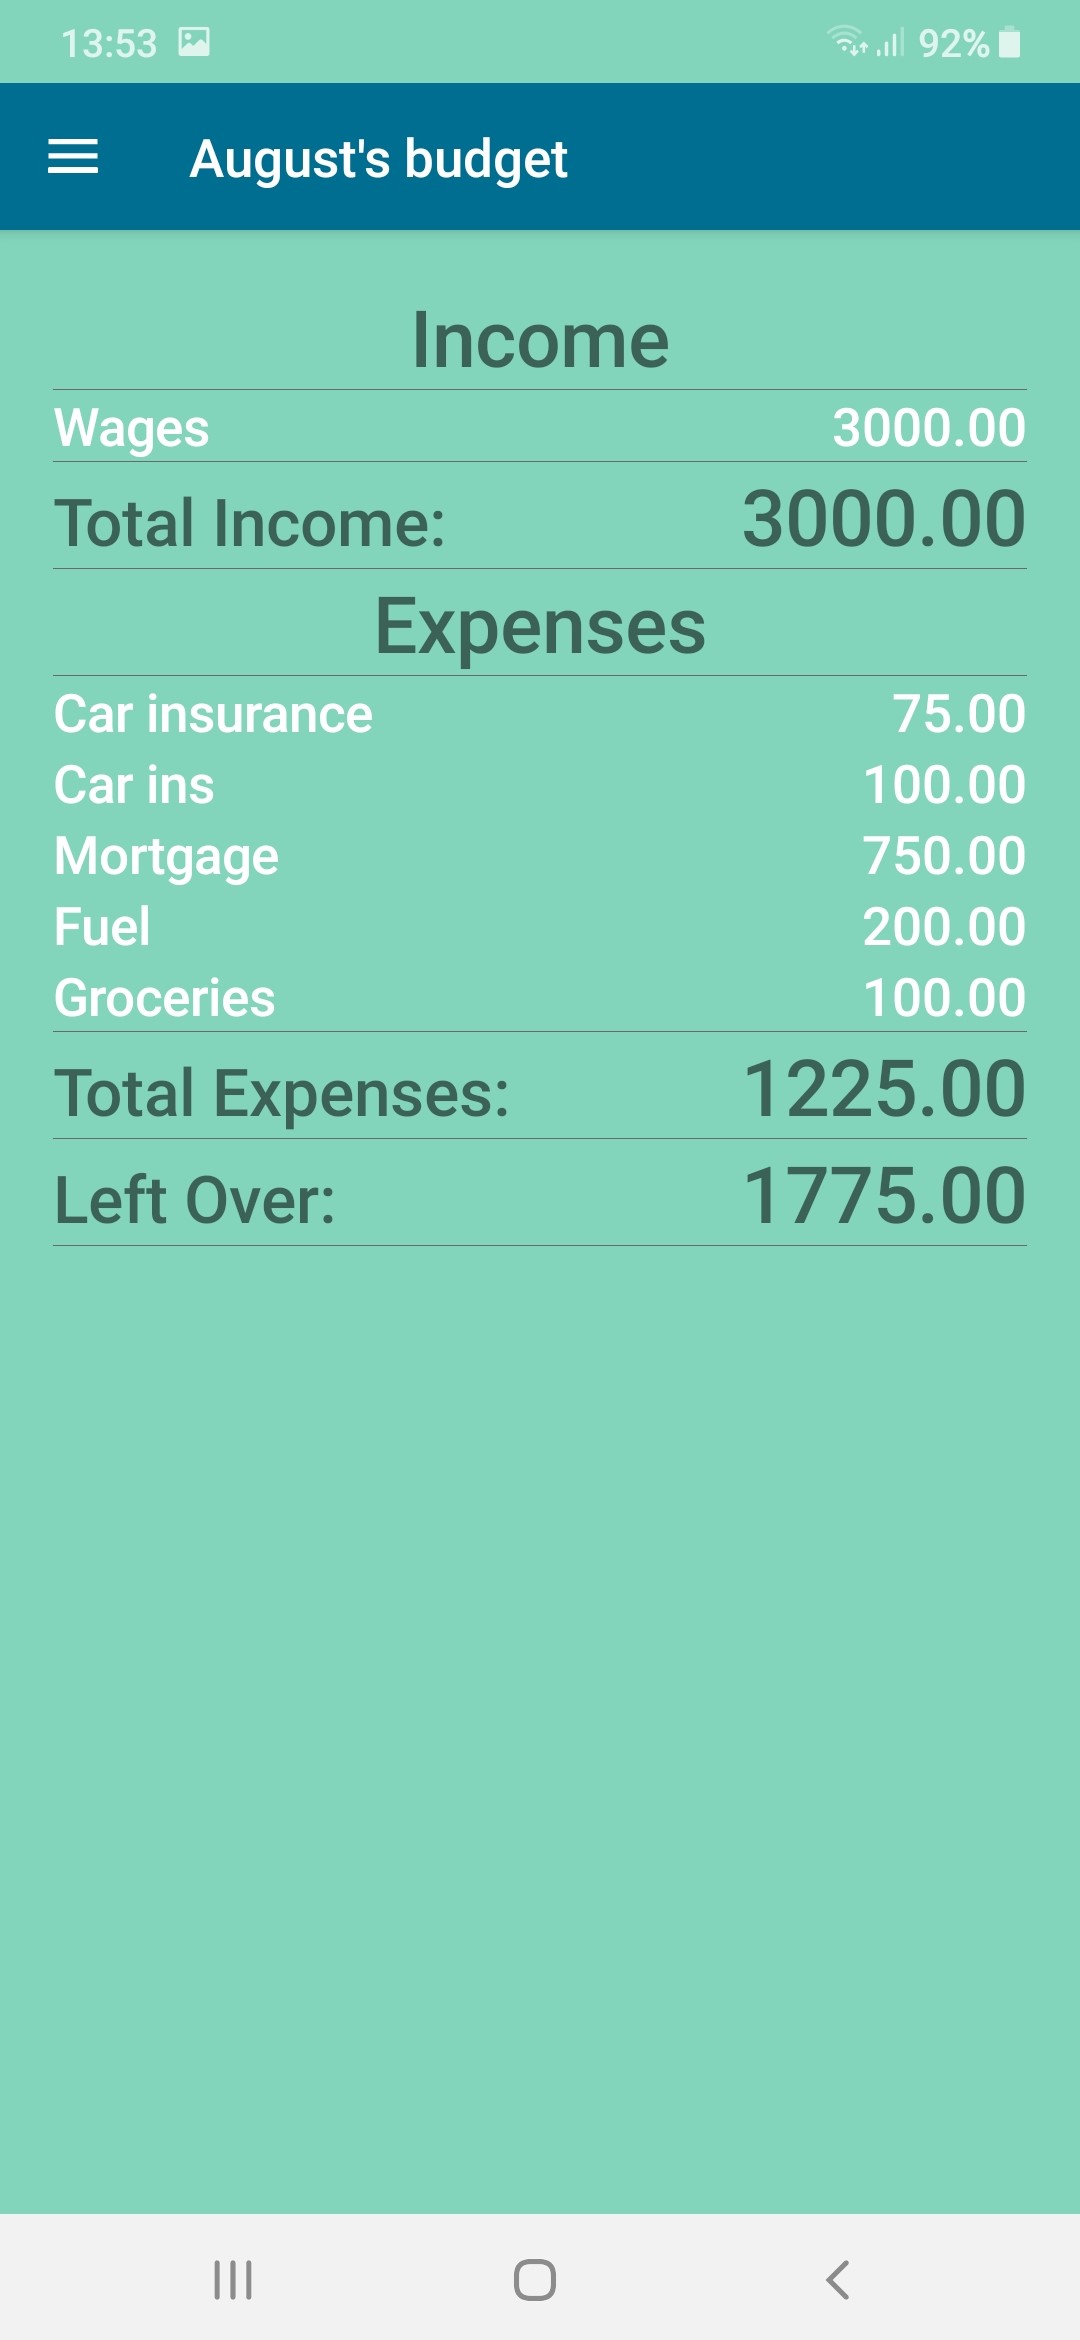 13:53 92%
August's budget
Income
Wages 3000.00
Total Income: 3000.00
Expenses
Car insurance 75.00
Car ins 100.00
Mortgage 750.00
Fuel 200.00
Groceries 100.00
Total Expenses: 1225.00
Left Over: 1775.00